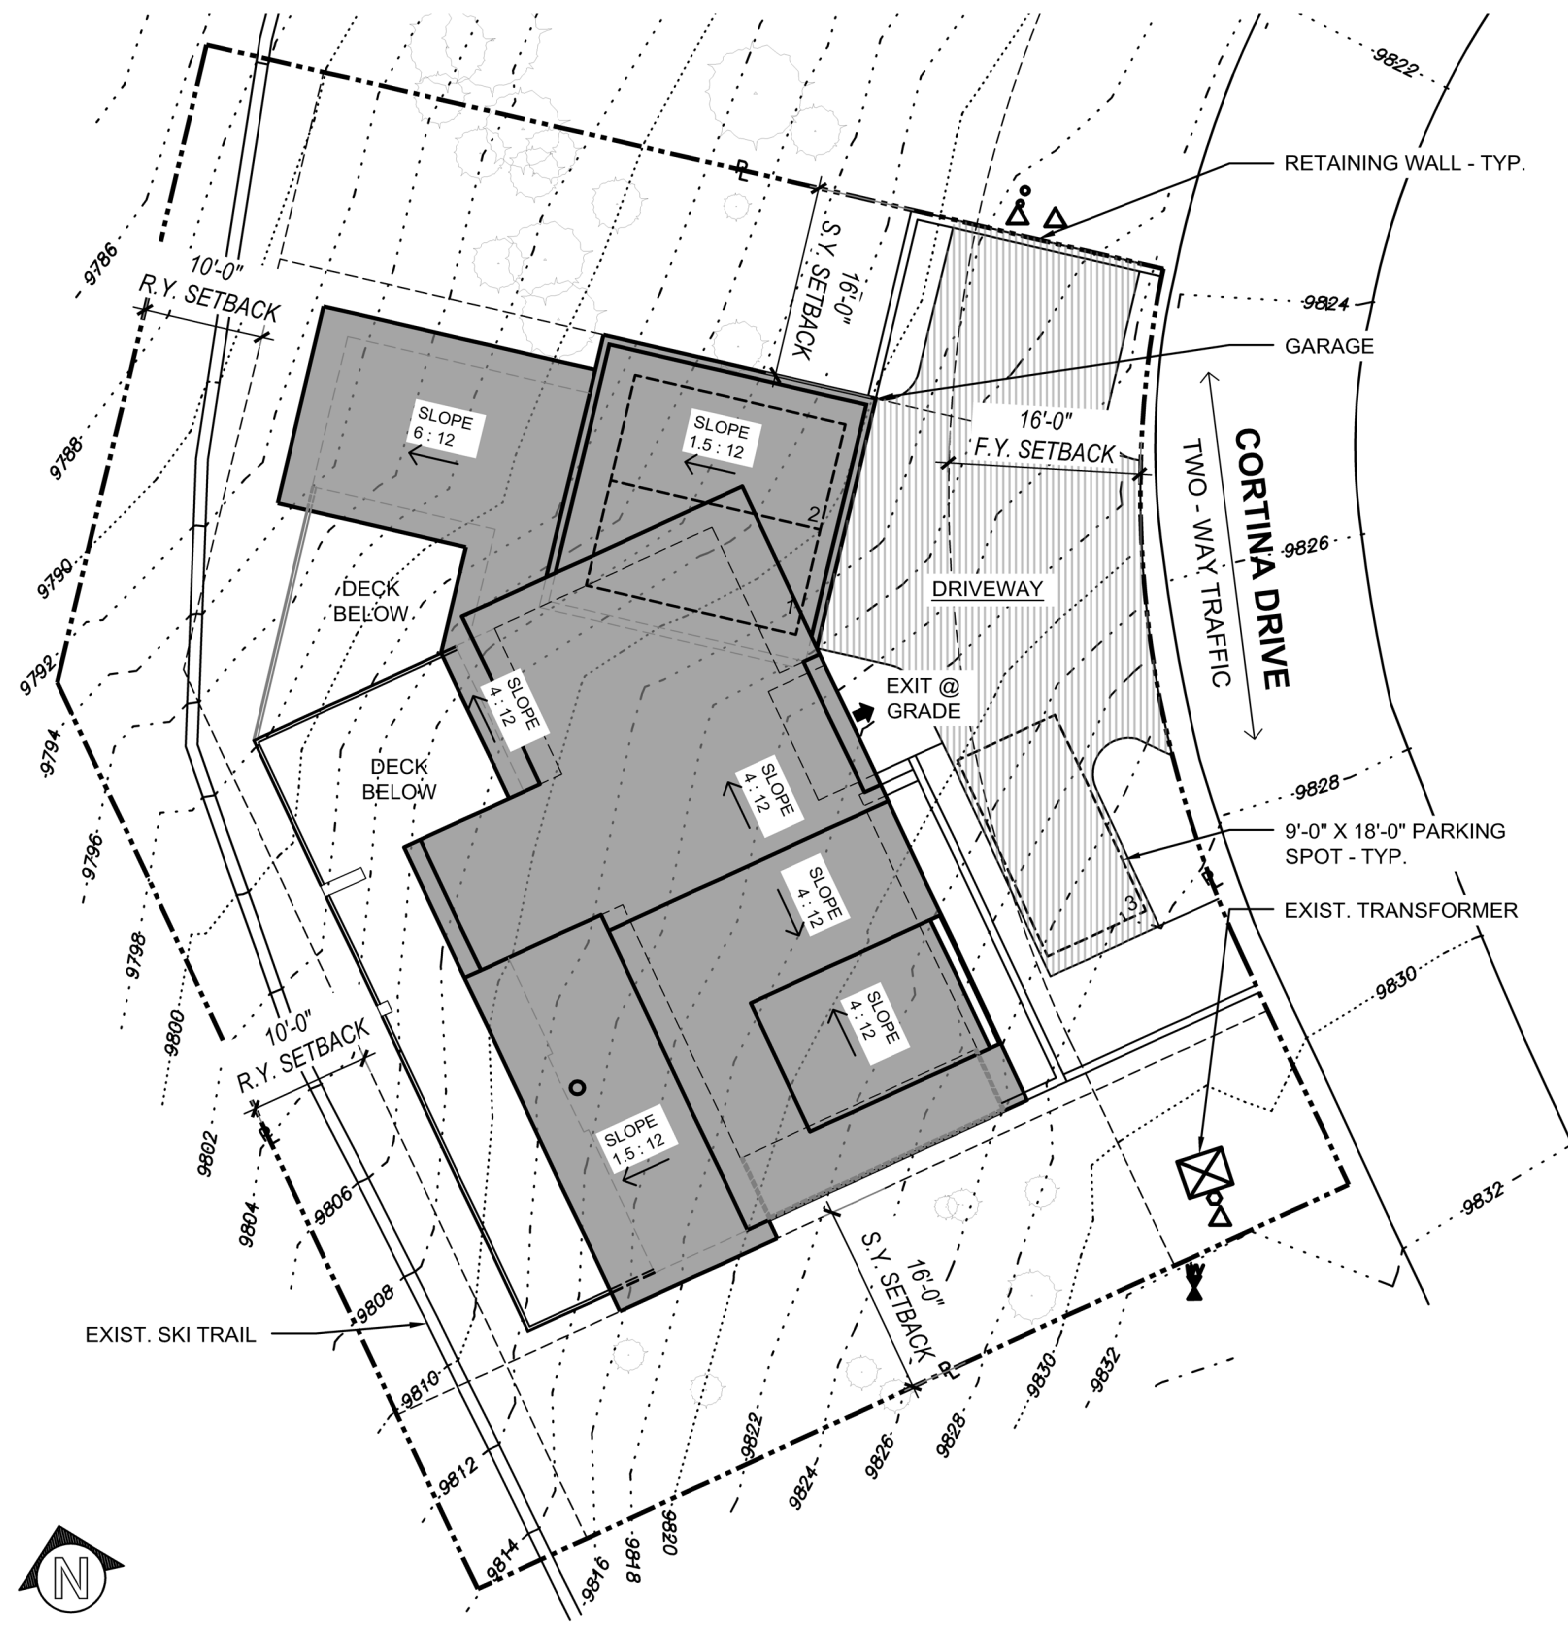 9822
RETAINING WALL - TYP.
PL
9786
10'-0"
R.Y. SETBACK
16'-0"
S.Y. SETBACK
9824
GARAGE
SLOPE
6 : 12
SLOPE
1.5 : 12
16'-0"
F.Y. SETBACK
CORTINA DRIVE
TWO - WAY TRAFFIC
9788
2
9826
9790
DECK
BELOW
DRIVEWAY
1
9792
SLOPE
4 : 12
EXIT @
GRADE
9794
DECK
BELOW
SLOPE
4 : 12
9828
9796
9'-0" X 18'-0" PARKING
SPOT - TYP.
PL
SLOPE
4 : 12
3
EXIST. TRANSFORMER
9798
9830
9800
10'-0"
R.Y. SETBACK
SLOPE
4 : 12
PL
9802
SLOPE
1.5 : 12
9804
9806
9832
16'-0"
S.Y. SETBACK
9808
EXIST. SKI TRAIL
PL
9810
9830
9832
9822
9828
9826
9812
9824
9820
9814
9818
9816
N